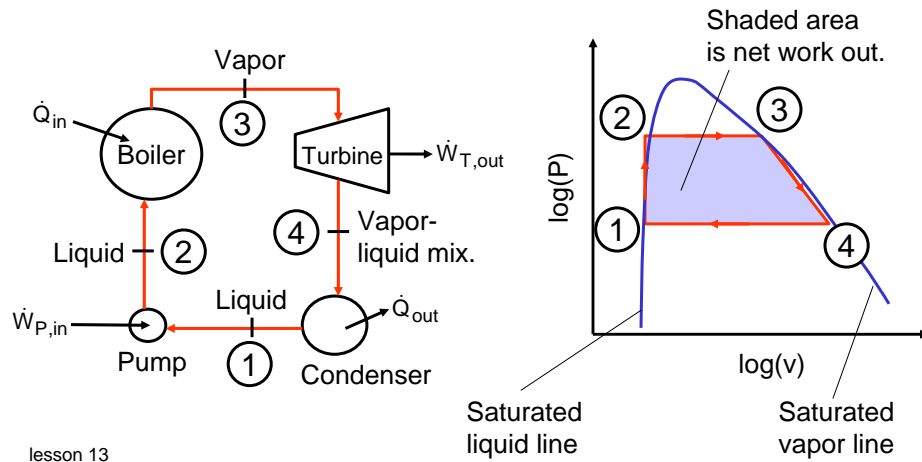 Vapor
3
Q̇in
Boiler
Turbine
ẆT,out
4
Vapor-
liquid mix.
Liquid
2
Liquid
Q̇out
ẆP,in
Pump
1
Condenser
lesson 13
Shaded area
is net work out.
2
3
log(P)
1
4
log(v)
Saturated
liquid line
Saturated
vapor line